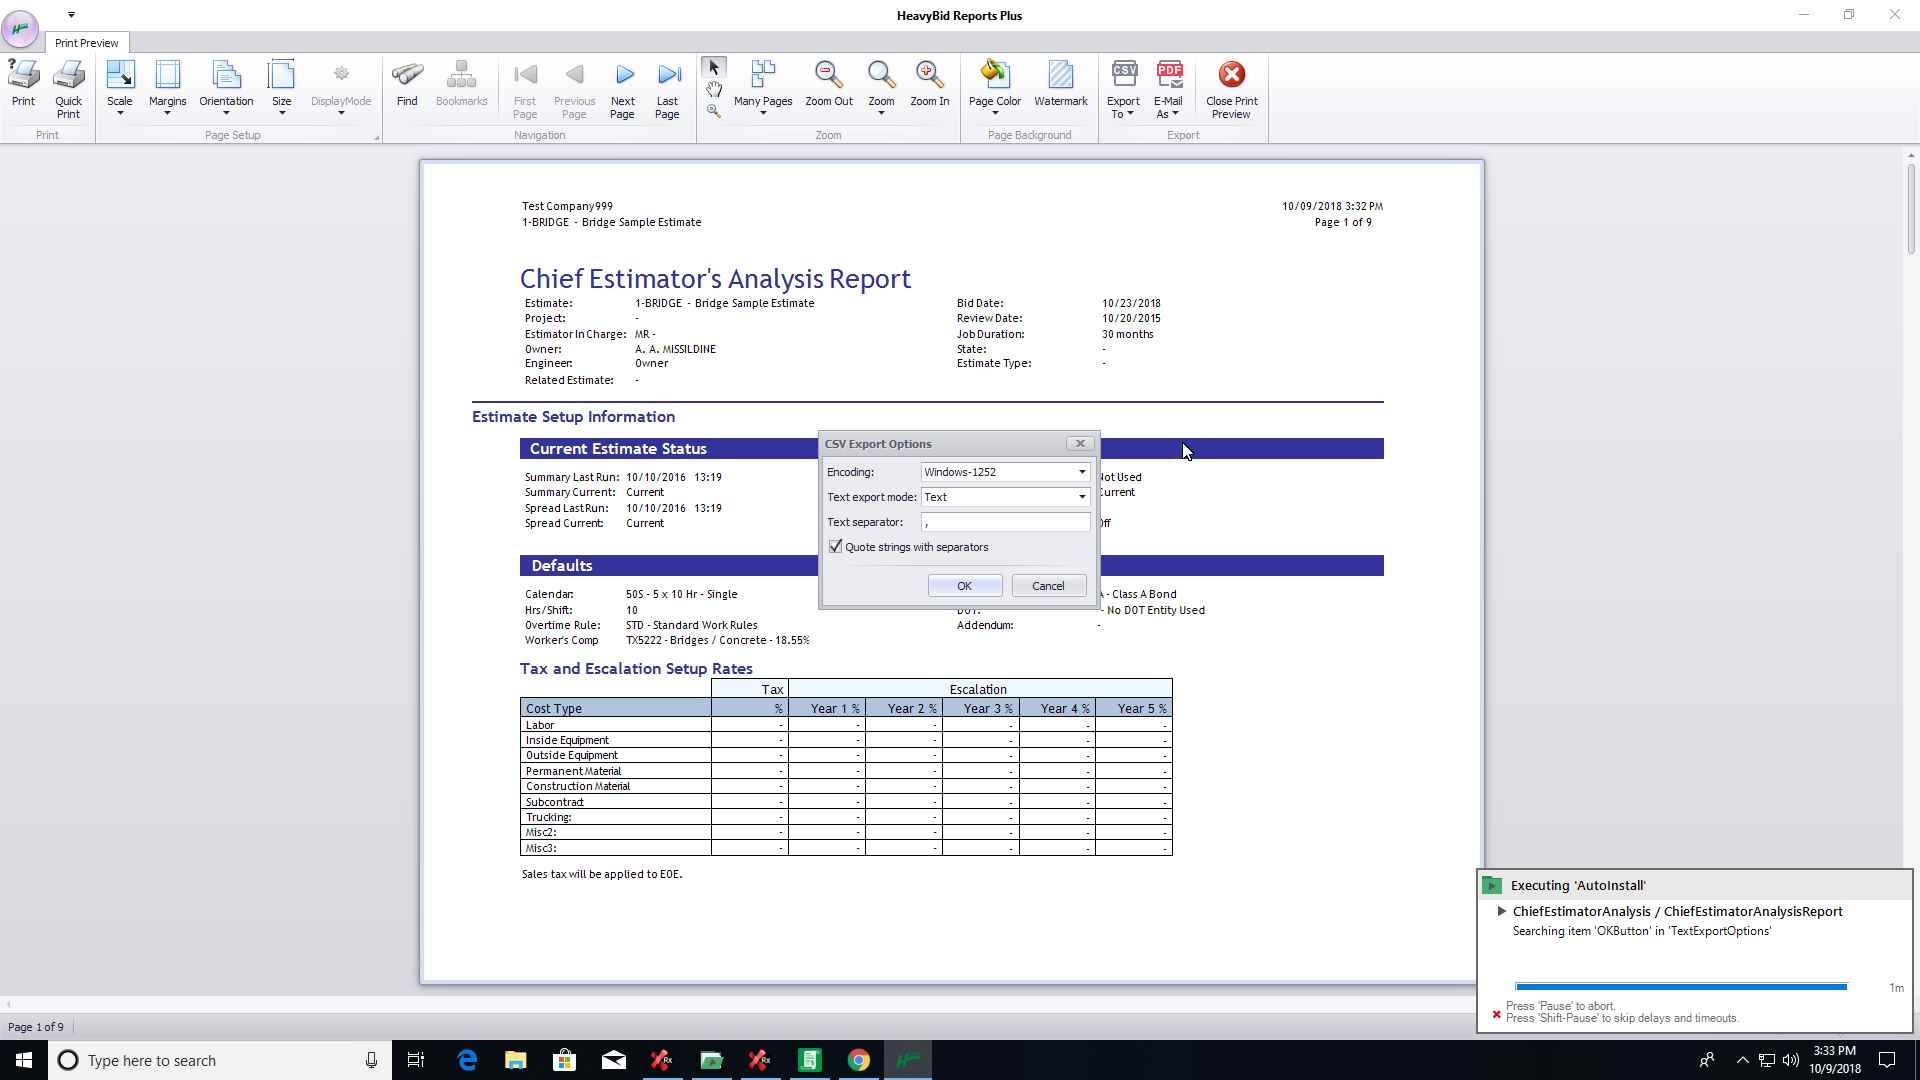 HeavyBid Reports Plus
Print Preview
Print
Quick Print
Scale
Margins
Orientation
Size
DisplayMode
Find
Bookmarks
First Page
Previous Page
Next Page
Last Page
Many Pages
Zoom Out
Zoom
Zoom In
Page Color
Watermark
CSV
Export To
PDF
E-Mail As
Close Print Preview
Print
Page Setup
Navigation
Zoom
Page Background
Export
Test Company999
10/09/2018 3:32 PM
1-BRIDGE - Bridge Sample Estimate
Page 1 of 9
Chief Estimator's Analysis Report
Estimate: 1-BRIDGE - Bridge Sample Estimate Bid Date: 10/23/2018
Project: - Review Date: 10/20/2015
Estimator In Charge: MR - Job Duration: 30 months
Owner: A. A. MISSILDINE State: -
Engineer: Owner Estimate Type: -
Related Estimate: -
Estimate Setup Information
Current Estimate Status
Summary Last Run: 10/10/2016 13:19 Not Used
Summary Current: Current Current
Spread Last Run: 10/10/2016 13:19
Spread Current: Current Off
CSV Export Options
Encoding: Windows-1252
Text export mode: Text
Text separator: ,
Quote strings with separators
OK Cancel
Defaults
Calendar: 50S - 5 x 10 Hr - Single A - Class A Bond
Hrs/Shift: 10 DOT: - No DOT Entity Used
Overtime Rule: STD - Standard Work Rules Addendum: -
Worker's Comp TX5222 - Bridges / Concrete - 18.55%
Tax and Escalation Setup Rates
Tax Escalation
Cost Type % Year 1 % Year 2 % Year 3 % Year 4 % Year 5 %
Labor - - - - - -
Inside Equipment - - - - - -
Outside Equipment - - - - - -
Permanent Material - - - - - -
Construction Material - - - - - -
Subcontract - - - - - -
Trucking: - - - - - -
Misc2: - - - - - -
Misc3: - - - - - -
Sales tax will be applied to EOE.
Executing 'AutoInstall'
ChiefEstimatorAnalysis / ChiefEstimatorAnalysisReport
Searching item 'OKButton' in 'TextExportOptions'
1m
Press 'Pause' to abort.
Press 'Shift-Pause' to skip delays and timeouts.
Page 1 of 9
Type here to search
3:33 PM
10/9/2018